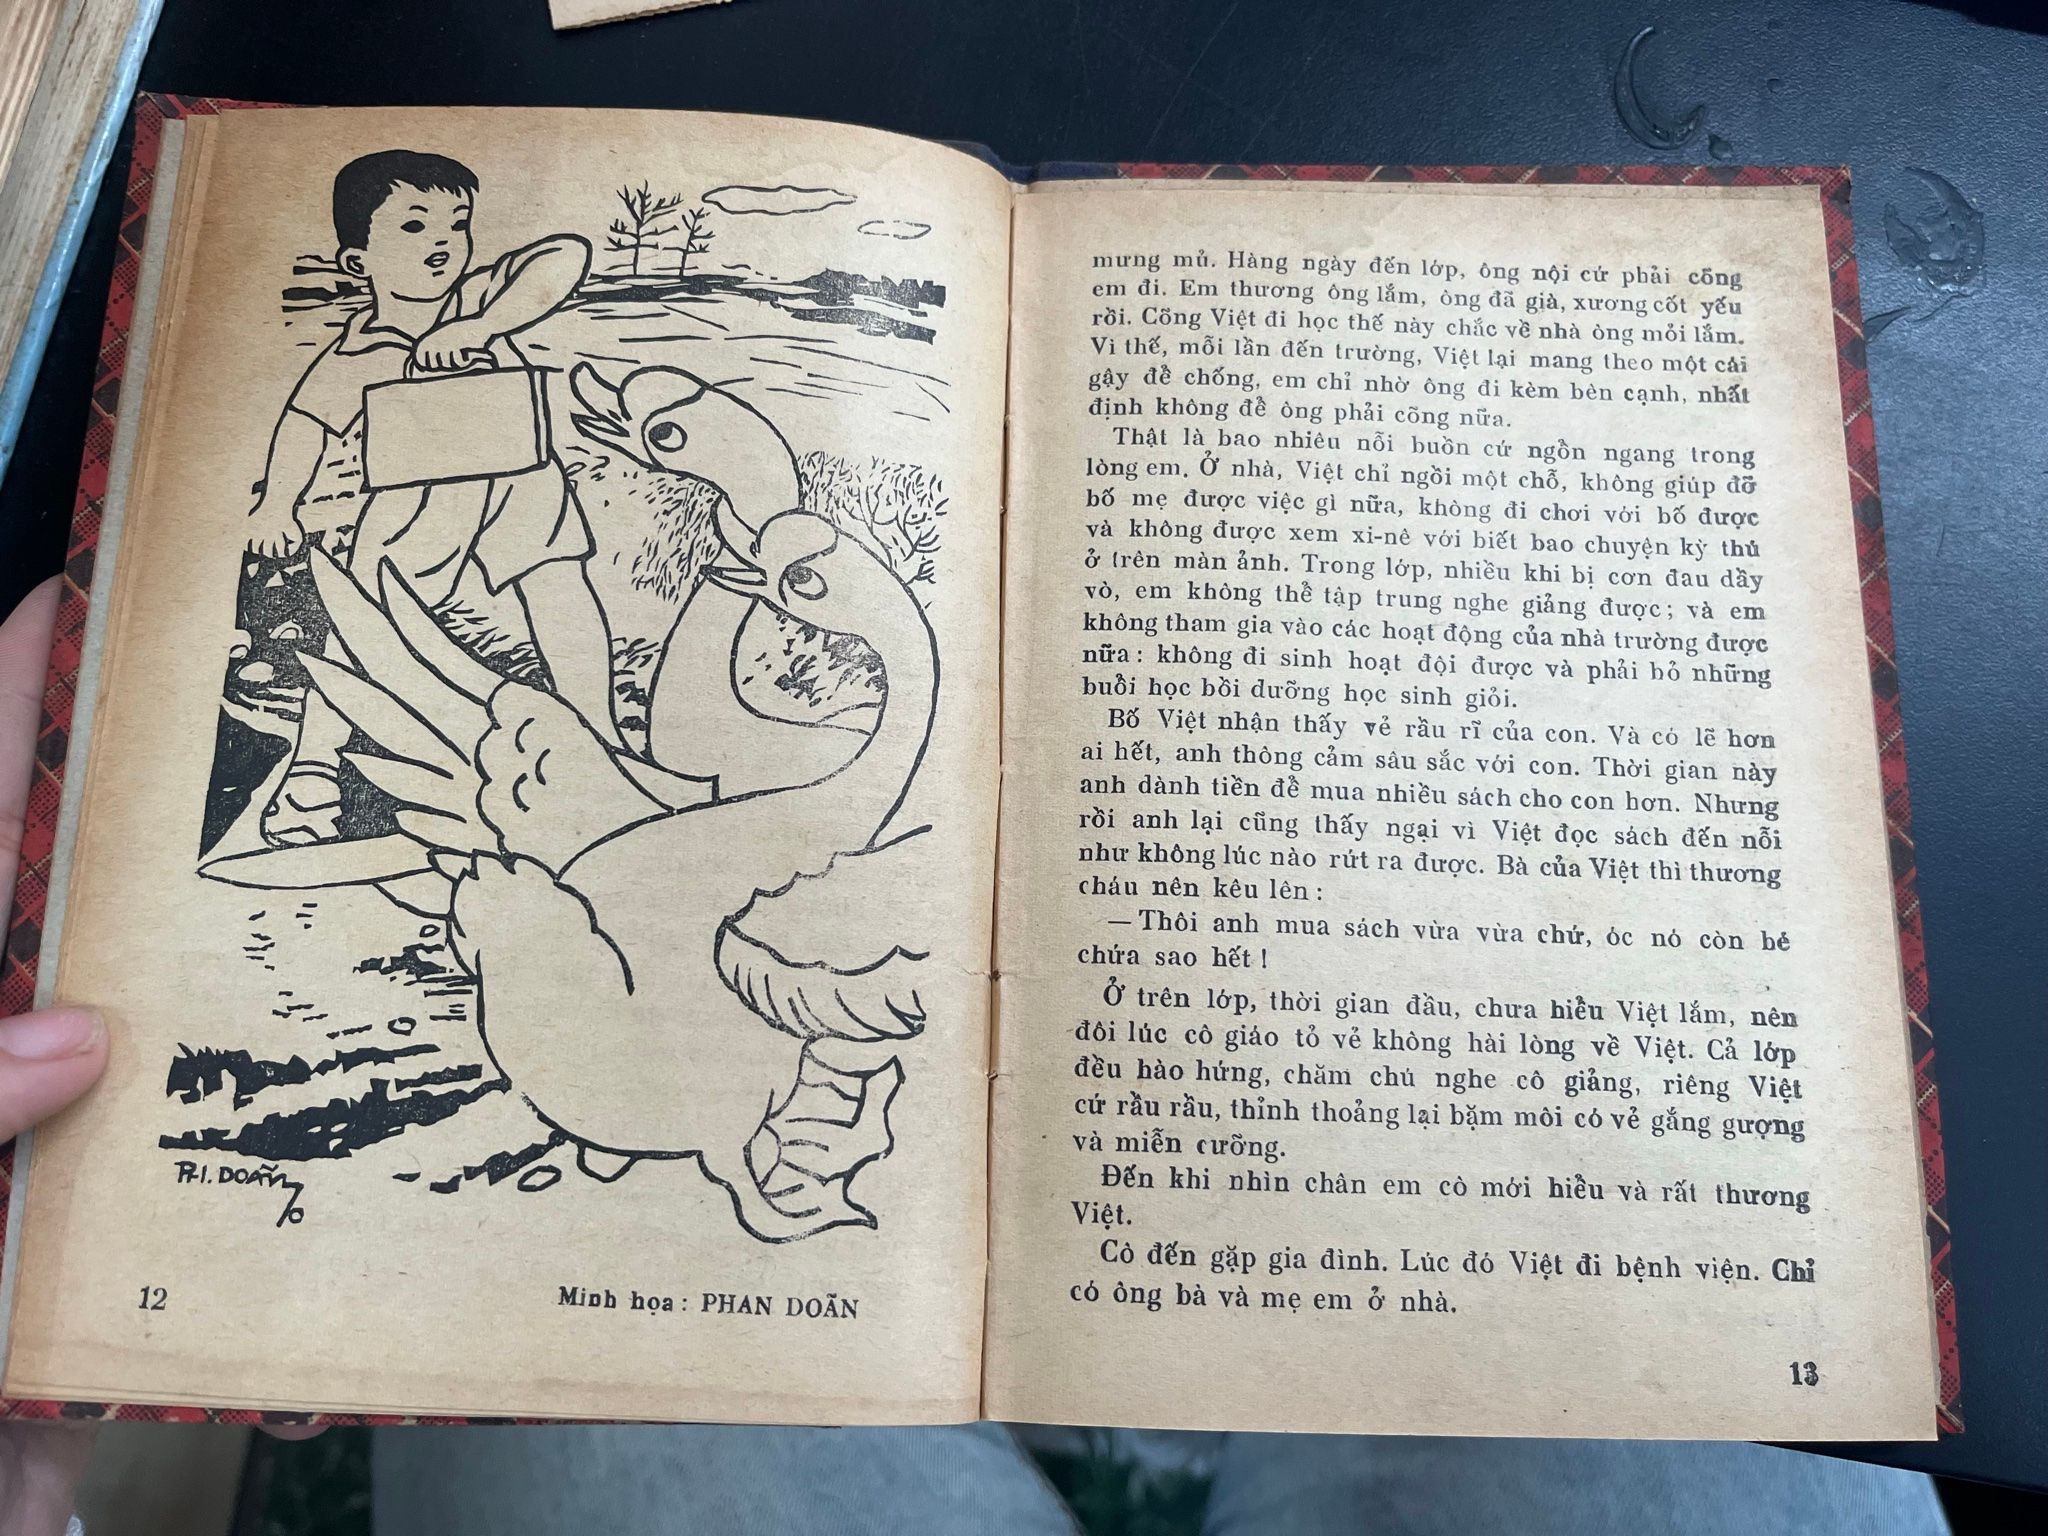 PH. DOÃN
12
Minh họa: PHAN DOÃN
mưng mủ. Hàng ngày đến lớp, ông nội cứ phải cõng
em đi. Em thương ông lắm, ông đã già, xương cốt yếu
rồi. Cõng Việt đi học thế này chắc về nhà ông mỏi lắm.
Vì thế, mỗi lần đến trường, Việt lại mang theo một cái
gậy để chống, em chỉ nhờ ông đi kèm bên cạnh, nhất
định không để ông phải cõng nữa.
Thật là bao nhiêu nỗi buồn cứ ngồn ngang trong
lòng em. Ở nhà, Việt chỉ ngồi một chỗ, không giúp đỡ
bố mẹ được việc gì nữa, không đi chơi với bố được
và không được xem xi-nê với biết bao chuyện kỳ thú
ở trên màn ảnh. Trong lớp, nhiều khi bị cơn đau dầy
vò, em không thể tập trung nghe giảng được; và em
không tham gia vào các hoạt động của nhà trường được
nữa: không đi sinh hoạt đội được và phải bỏ những
buổi học bồi dưỡng học sinh giỏi.
Bố Việt nhận thấy vẻ rầu rĩ của con. Và có lẽ hơn
ai hết, anh thông cảm sâu sắc với con. Thời gian này
anh dành tiền để mua nhiều sách cho con hơn. Nhưng
rồi anh lại cũng thấy ngại vì Việt đọc sách đến nỗi
như không lúc nào rứt ra được. Bà của Việt thì thương
cháu nên kêu lên:
— Thôi anh mua sách vừa vừa chứ, óc nó còn bé
chứa sao hết!
Ở trên lớp, thời gian đầu, chưa hiểu Việt lắm, nên
đôi lúc cô giáo tỏ vẻ không hài lòng về Việt. Cả lớp
đều hào hứng, chăm chú nghe cô giảng, riêng Việt
cứ rầu rầu, thỉnh thoảng lại bặm môi có vẻ gắng gượng
và miễn cưỡng.
Đến khi nhìn chân em cò mới hiểu và rất thương
Việt.
Cò đến gặp gia đình. Lúc đó Việt đi bệnh viện. Chỉ
có ông bà và mẹ em ở nhà.
13